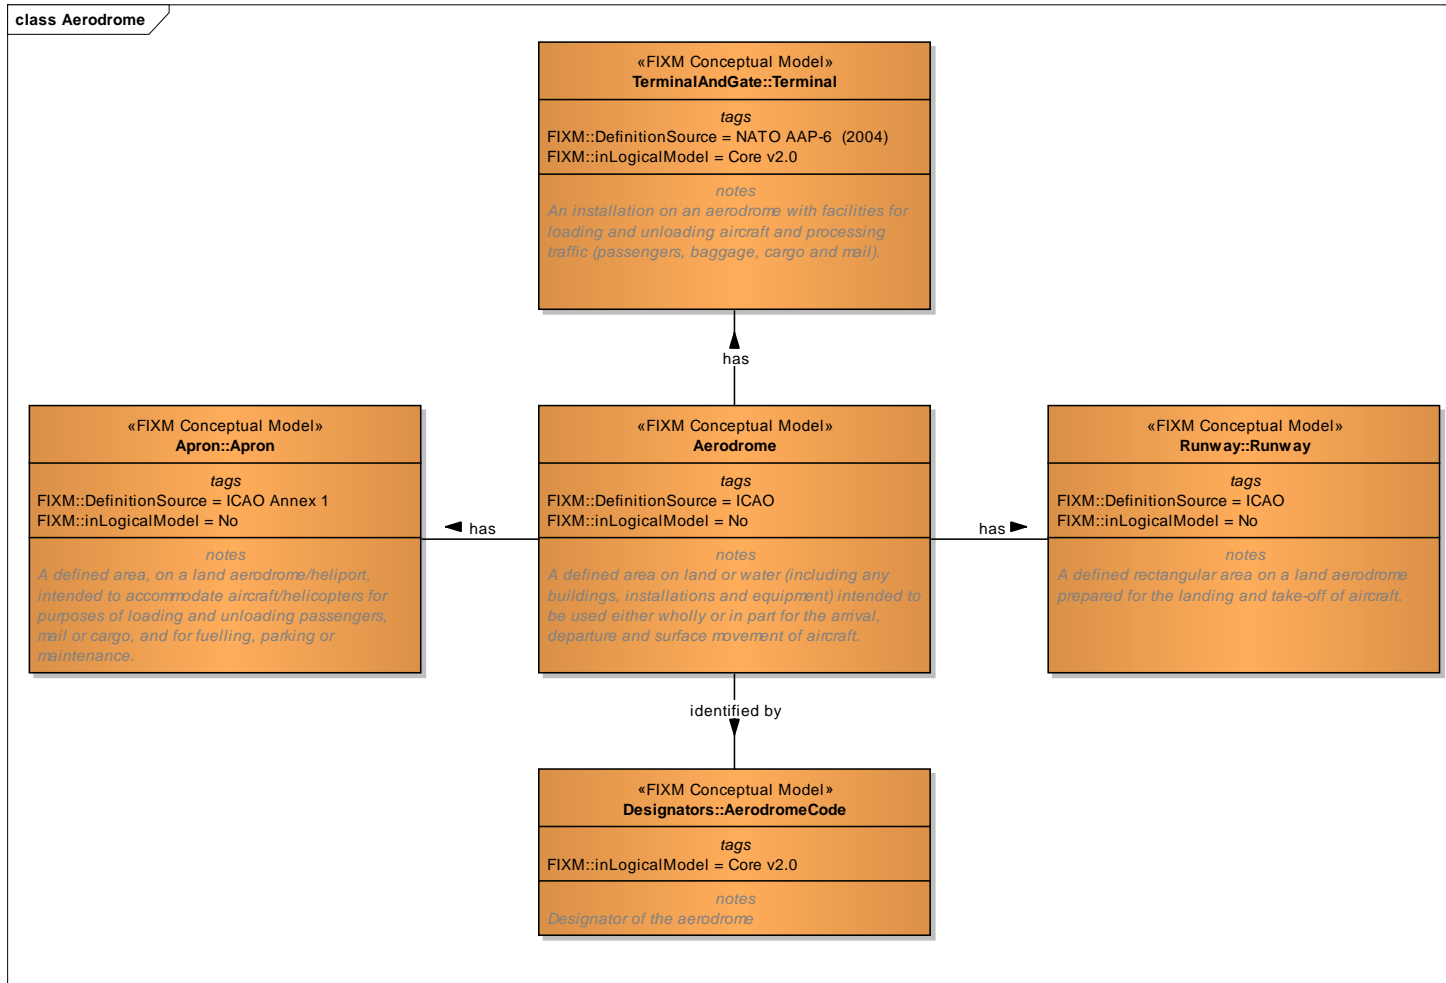 class Aerodrome
«FIXM Conceptual Model»
TerminalAndGate::Terminal
tags
FIXM::DefinitionSource = NATO AAP-6  (2004)
FIXM::inLogicalModel = Core v2.0
notes
An installation on an aerodrome with facilities for
loading and unloading aircraft and processing
traffic (passengers, baggage, cargo and mail).
has
«FIXM Conceptual Model»
Apron::Apron
tags
FIXM::DefinitionSource = ICAO Annex 1
FIXM::inLogicalModel = No
notes
A defined area, on a land aerodrome/heliport,
intended to accommodate aircraft/helicopters for
purposes of loading and unloading passengers,
mail or cargo, and for fuelling, parking or
maintenance.
has
«FIXM Conceptual Model»
Aerodrome
tags
FIXM::DefinitionSource = ICAO
FIXM::inLogicalModel = No
notes
A defined area on land or water (including any
buildings, installations and equipment) intended to
be used either wholly or in part for the arrival,
departure and surface movement of aircraft.
has
«FIXM Conceptual Model»
Runway::Runway
tags
FIXM::DefinitionSource = ICAO
FIXM::inLogicalModel = No
notes
A defined rectangular area on a land aerodrome
prepared for the landing and take-off of aircraft.
identified by
«FIXM Conceptual Model»
Designators::AerodromeCode
tags
FIXM::inLogicalModel = Core v2.0
notes
Designator of the aerodrome